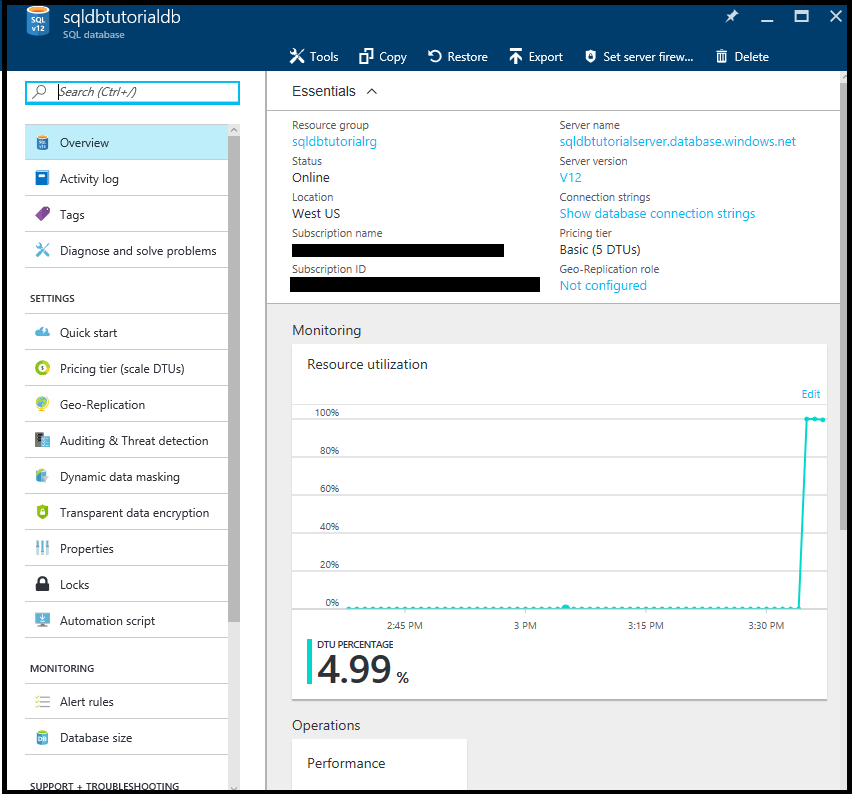 SQL
v12
sqldbtutorialdb
SQL database
Tools
Copy
Restore
Export
Set server firew...
Delete
Search (Ctrl+/)
Overview
Activity log
Tags
Diagnose and solve problems
SETTINGS
Quick start
Pricing tier (scale DTUs)
Geo-Replication
Auditing & Threat detection
Dynamic data masking
Transparent data encryption
Properties
Locks
Automation script
MONITORING
Alert rules
Database size
SUPPORT + TROUBLESHOOTING
Essentials
Resource group
sqldbtutorialrg
Status
Online
Location
West US
Subscription name
Subscription ID
Server name
sqldbtutorialserver.database.windows.net
Server version
V12
Connection strings
Show database connection strings
Pricing tier
Basic (5 DTUs)
Geo-Replication role
Not configured
Monitoring
Resource utilization
Edit
100%
80%
60%
40%
20%
0%
2:45 PM
3 PM
3:15 PM
3:30 PM
DTU PERCENTAGE
4.99 %
Operations
Performance